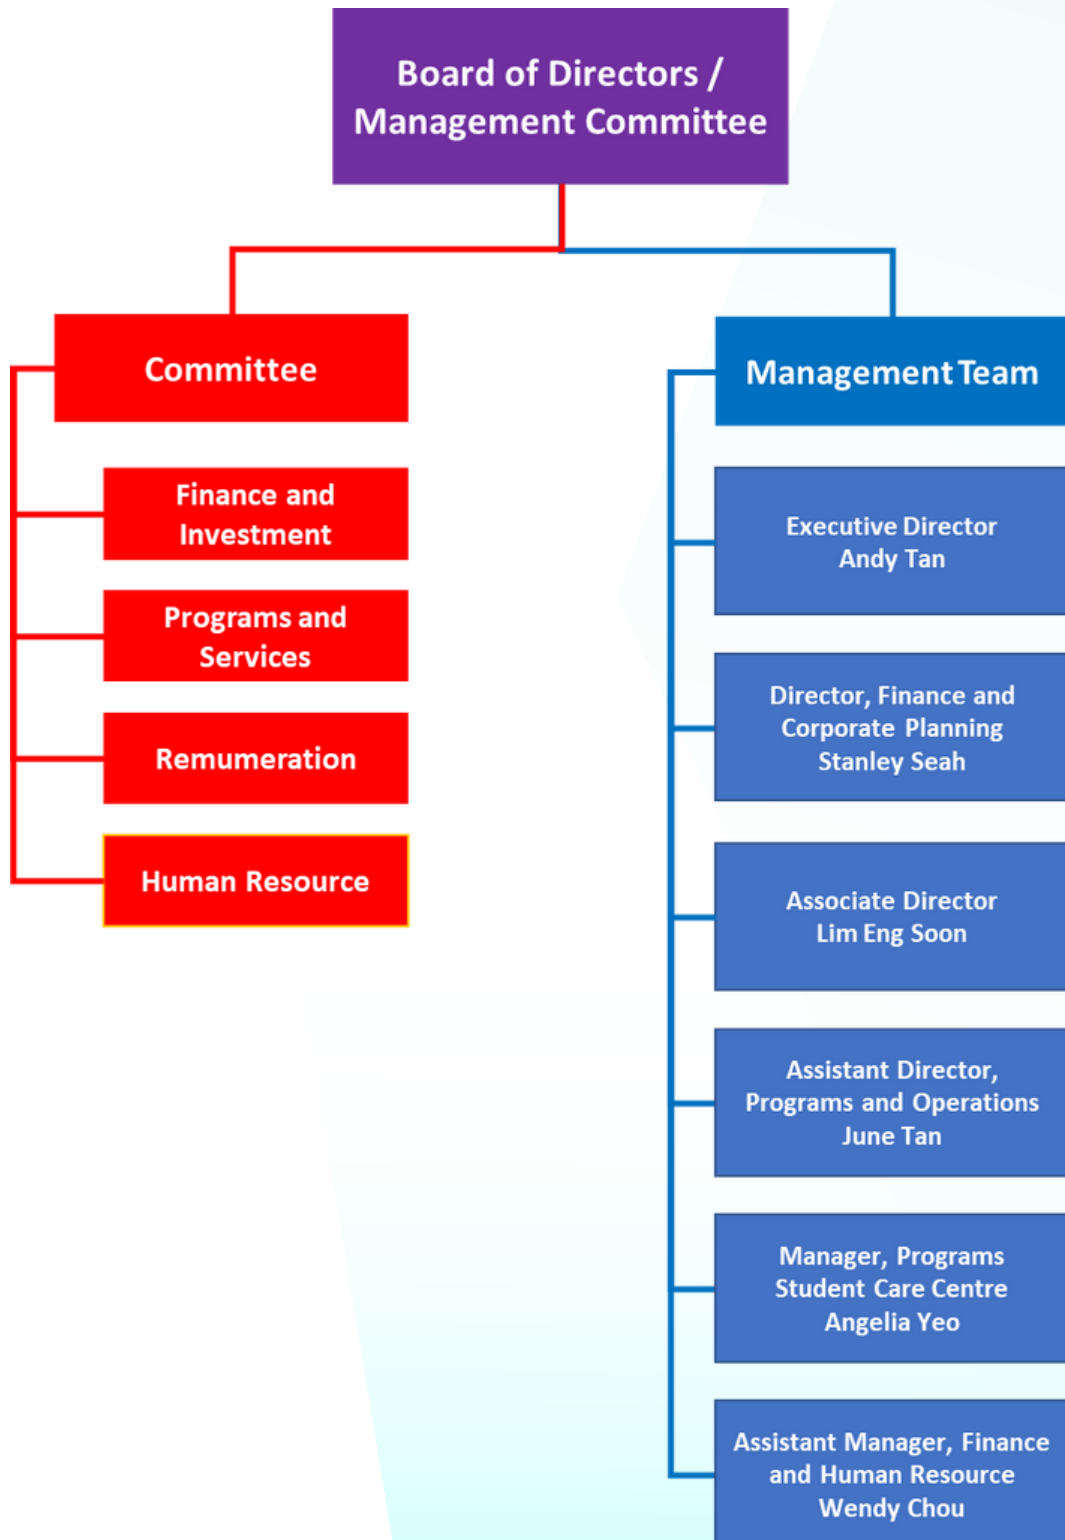 Board of Directors /
Management Committee
Committee
Finance and
Investment
Programs and
Services
Remumeration
Human Resource
Management Team
Executive Director
Andy Tan
Director, Finance and
Corporate Planning
Stanley Seah
Associate Director
Lim Eng Soon
Assistant Director,
Programs and Operations
June Tan
Manager, Programs
Student Care Centre
Angelia Yeo
Assistant Manager, Finance
and Human Resource
Wendy Chou